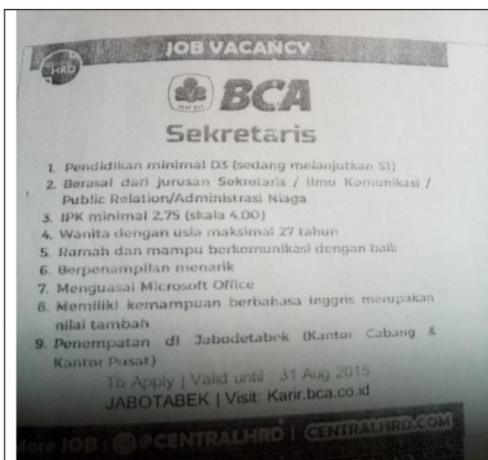 JOB VACANCY
HRD
BCA
Sekretaris
1. Pendidikan minimal D3 (sedang melanjutkan S1)
2. Berasal dari jurusan Sekretaris / Ilmu Komunikasi /
Public Relation/Administrasi Niaga
3. IPK minimal 2,75 (skala 4.00)
4. Wanita dengan usia maksimal 27 tahun
5. Ramah dan mampu berkomunikasi dengan baik
6. Berpenampilan menarik
7. Menguasai Microsoft Office
8. Memiliki kemampuan berbahasa inggris merupakan
nilai tambah
9. Penempatan di Jabodetabek (Kantor Cabang &
Kantor Pusat)
To Apply | Valid until : 31 Aug 2015
JABOTABEK | Visit: Karir.bca.co.id
More JOB : @CENTRALHRD | CENTRALHRD.COM